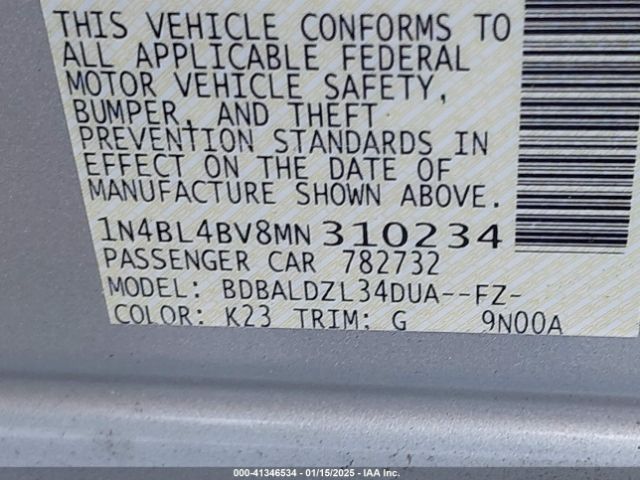 THIS VEHICLE CONFORMS TO
ALL APPLICABLE FEDERAL
MOTOR VEHICLE SAFETY,
BUMPER, AND THEFT
PREVENTION STANDARDS IN
EFFECT ON THE DATE OF
MANUFACTURE SHOWN ABOVE.
1N4BL4BV8MN310234
PASSENGER CAR 782732
MODEL: BDBALDZL34DUA--FZ-
COLOR: K23 TRIM: G 9N00A
000-41346534 - 01/15/2025 - IAA Inc.